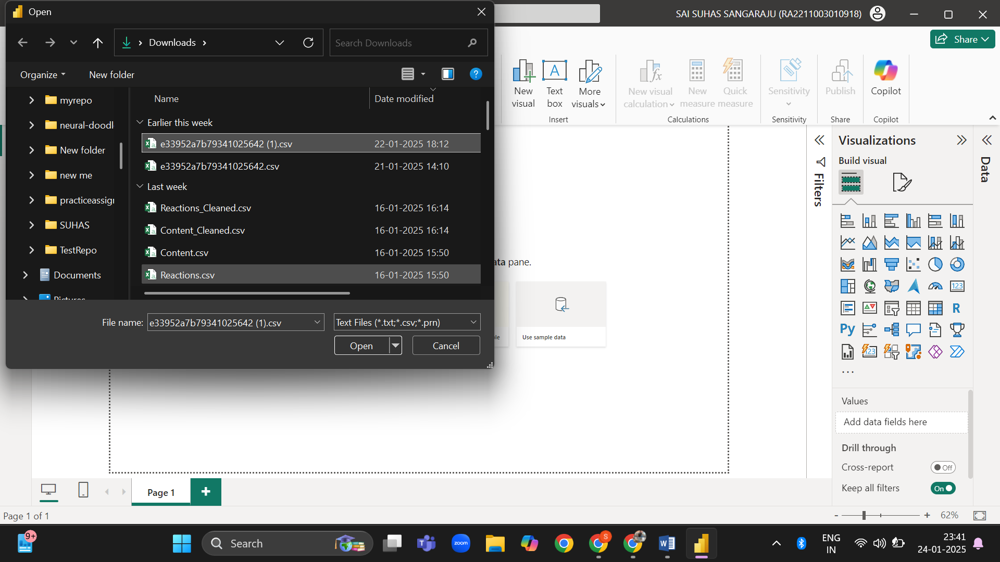 Open
SAI SUHAS SANGARAJU (RA2211003010918)
Downloads
Search Downloads
Share
Organize
New folder
New visual
Text box
More visuals
New visual calculation
New measure
Quick measure
Sensitivity
Publish
Copilot
Insert
Calculations
Sensitivity
Share
Copilot
Name
Date modified
myrepo
neural-doodl
New folder
new me
practiceassig
SUHAS
TestRepo
Documents
Earlier this week
e33952a7b79341025642 (1).csv 22-01-2025 18:12
e33952a7b79341025642.csv 21-01-2025 14:10
Last week
Reactions_Cleaned.csv 16-01-2025 16:14
Content_Cleaned.csv 16-01-2025 16:14
Content.csv 16-01-2025 15:50
Reactions.csv 16-01-2025 15:50
File name: e33952a7b79341025642 (1).csv
Text Files (*.txt;*.csv;*.prn)
Open
Cancel
ata pane.
le
Use sample data
Filters
Visualizations
Build visual
Data
123
R
Py
123
Values
Add data fields here
Drill through
Cross-report
Off
Keep all filters
On
Page 1
Page 1 of 1
- + 62%
9+
Search
zoom
S
W
ENG
IN
23:41
24-01-2025